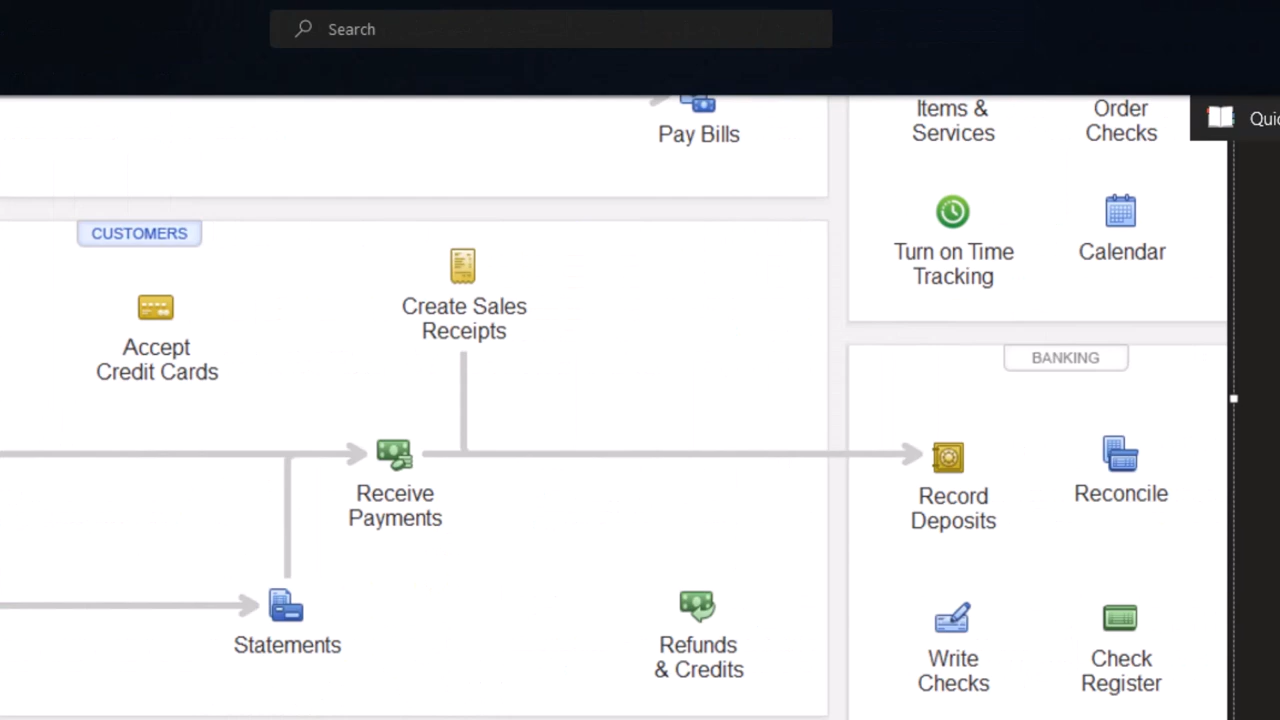 Search
Pay Bills
Items &
Services
Order
Checks
Turn on Time
Tracking
Calendar
CUSTOMERS
Create Sales
Receipts
Accept
Credit Cards
BANKING
Receive
Payments
Record
Deposits
Reconcile
Statements
Refunds
& Credits
Write
Checks
Check
Register